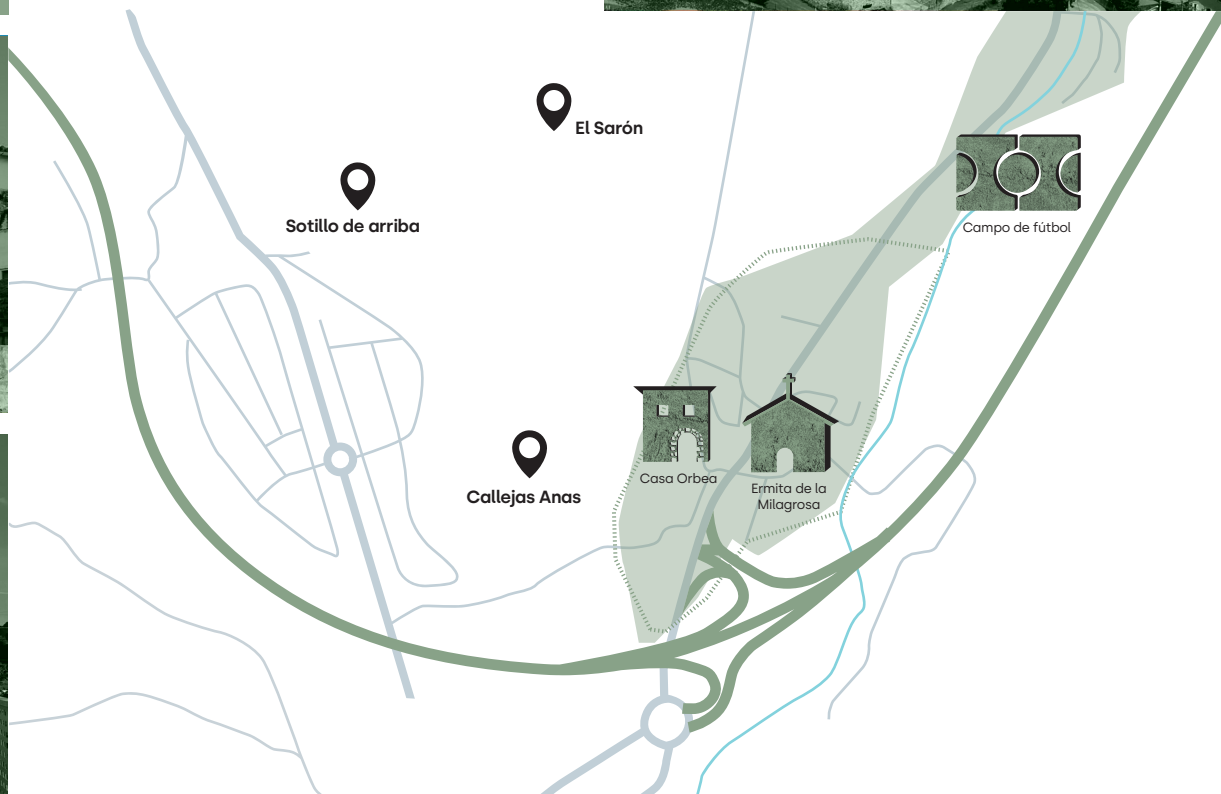 El Sarón
Sotillo de arriba
Campo de fútbol
Casa Orbea
Ermita de la
Milagrosa
Callejas Anas